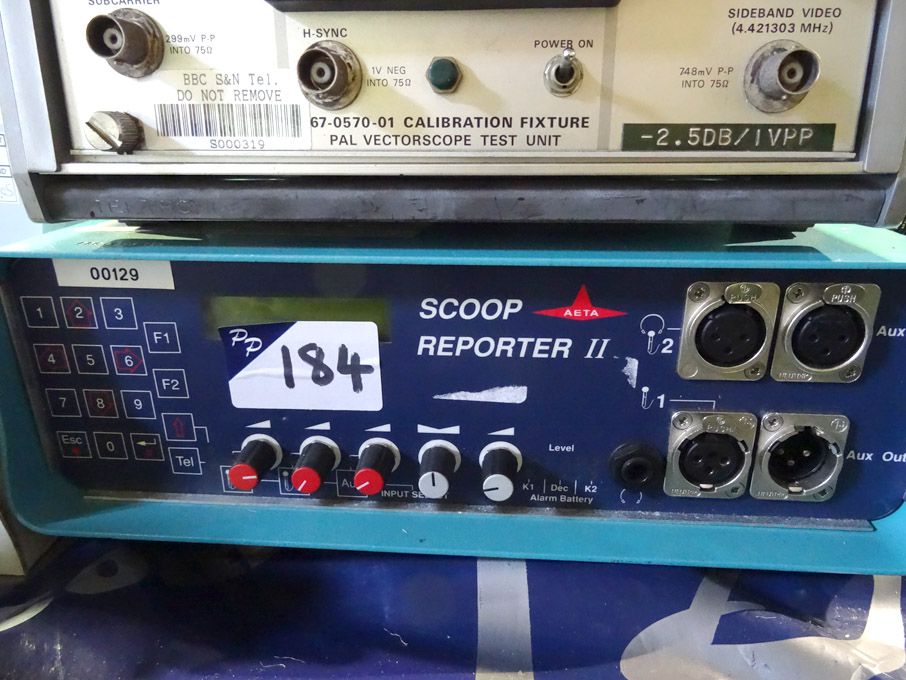 SUBCARRIER
299mV P-P
INTO 75Ω
H-SYNC
1V NEG
INTO 75Ω
POWER ON
SIDEBAND VIDEO
(4.421303 MHz)
748mV P-P
INTO 75Ω
BBC S&N Tel.
DO NOT REMOVE
S000319
67-0570-01 CALIBRATION FIXTURE
PAL VECTORSCOPE TEST UNIT
-2.5DB/1VPP
00129
1 2 3
F1
4 5 6
F2
7 8 9
Esc 0
Tel
PP
184
SCOOP
REPORTER II
AETA
2
1
PUSH
PUSH
Aux
Level
INPUT
K1 Dec K2
Alarm Battery
Aux Out